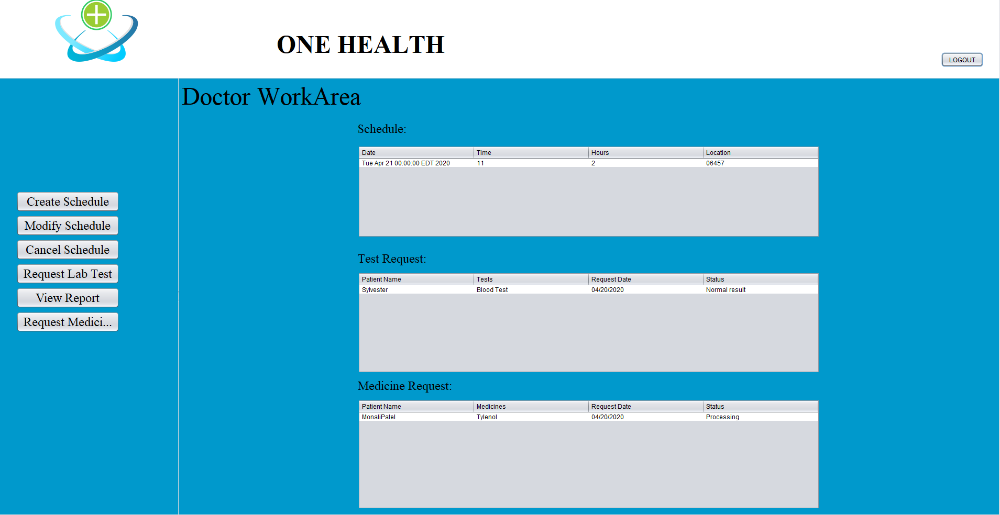 ONE HEALTH
LOGOUT
Doctor WorkArea
Create Schedule
Modify Schedule
Cancel Schedule
Request Lab Test
View Report
Request Medici...
Schedule:
Date Time Hours Location
Tue Apr 21 00:00:00 EDT 2020 11 2 06457
Test Request:
Patient Name Tests Request Date Status
Sylvester Blood Test 04/20/2020 Normal result
Medicine Request:
Patient Name Medicines Request Date Status
MonaliPatel Tylenol 04/20/2020 Processing